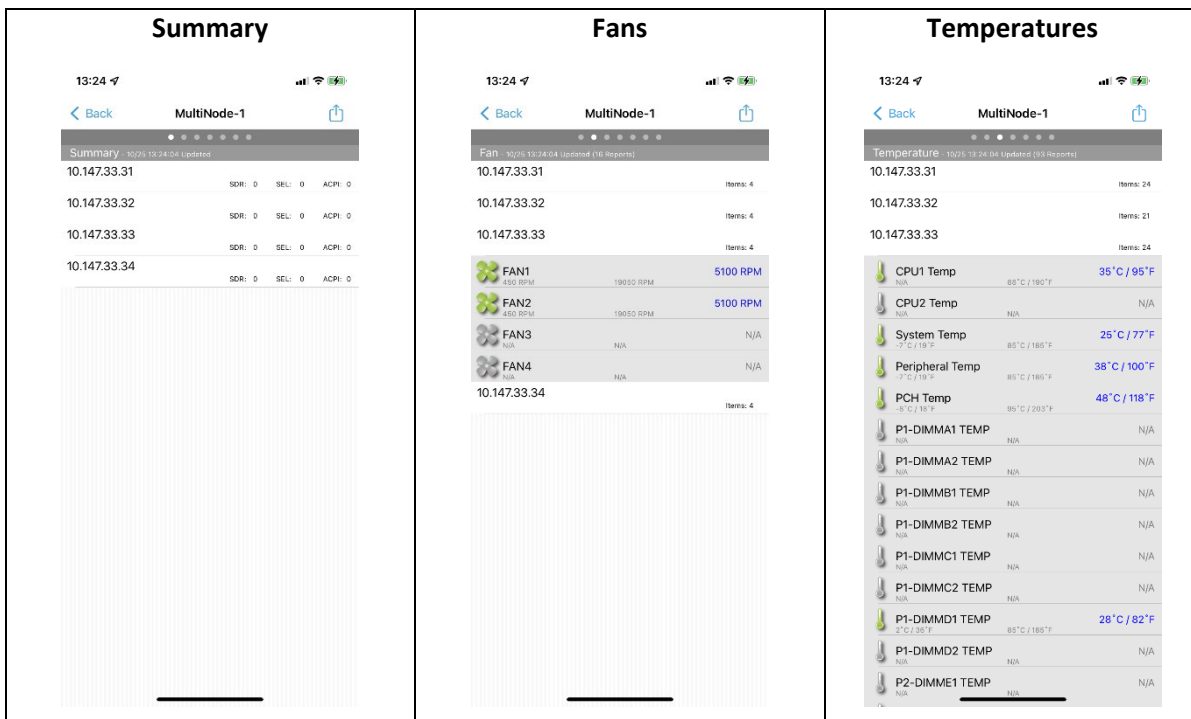 Summary
13:24
Back MultiNode-1
Summary - 10/25 13:24:04 Updated
10.147.33.31
SDR: 0 SEL: 0 ACPI: 0
10.147.33.32
SDR: 0 SEL: 0 ACPI: 0
10.147.33.33
SDR: 0 SEL: 0 ACPI: 0
10.147.33.34
SDR: 0 SEL: 0 ACPI: 0
Fans
13:24
Back MultiNode-1
Fan - 10/25 13:24:04 Updated (16 Reports)
10.147.33.31
Items: 4
10.147.33.32
Items: 4
10.147.33.33
Items: 4
FAN1 5100 RPM
450 RPM 19050 RPM
FAN2 5100 RPM
450 RPM 19050 RPM
FAN3 N/A
N/A N/A
FAN4 N/A
N/A N/A
10.147.33.34
Items: 4
Temperatures
13:24
Back MultiNode-1
Temperature - 10/25 13:24:04 Updated (93 Reports)
10.147.33.31
Items: 24
10.147.33.32
Items: 21
10.147.33.33
Items: 24
CPU1 Temp 35°C / 95°F
N/A 88°C / 190°F
CPU2 Temp N/A
N/A N/A
System Temp 25°C / 77°F
-7°C / 19°F 85°C / 185°F
Peripheral Temp 38°C / 100°F
-7°C / 19°F 85°C / 185°F
PCH Temp 48°C / 118°F
-8°C / 18°F 95°C / 203°F
P1-DIMMA1 TEMP N/A
N/A N/A
P1-DIMMA2 TEMP N/A
N/A N/A
P1-DIMMB1 TEMP N/A
N/A N/A
P1-DIMMB2 TEMP N/A
N/A N/A
P1-DIMMC1 TEMP N/A
N/A N/A
P1-DIMMC2 TEMP N/A
N/A N/A
P1-DIMMD1 TEMP 28°C / 82°F
2°C / 36°F 85°C / 185°F
P1-DIMMD2 TEMP N/A
N/A N/A
P2-DIMME1 TEMP N/A
N/A N/A